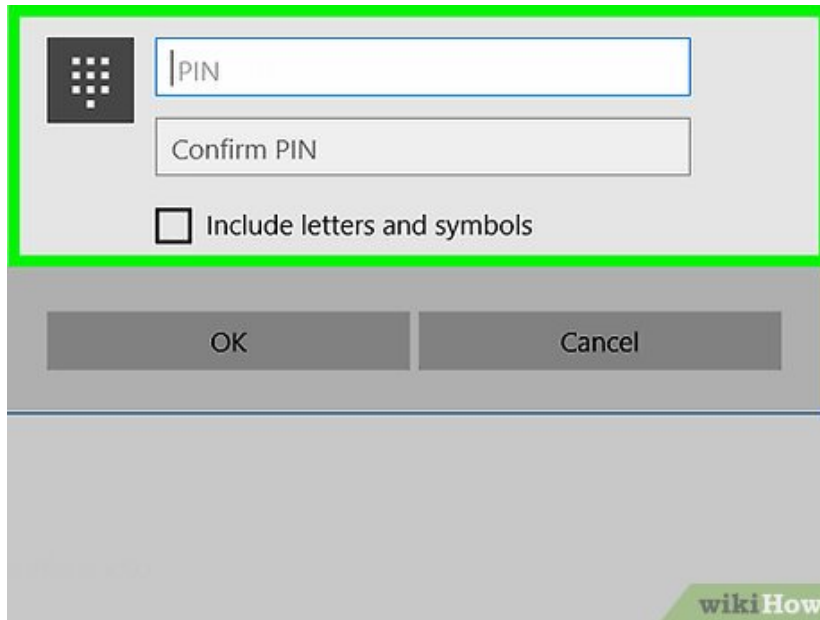 PIN
Confirm PIN
Include letters and symbols
OK
Cancel
wikiHow